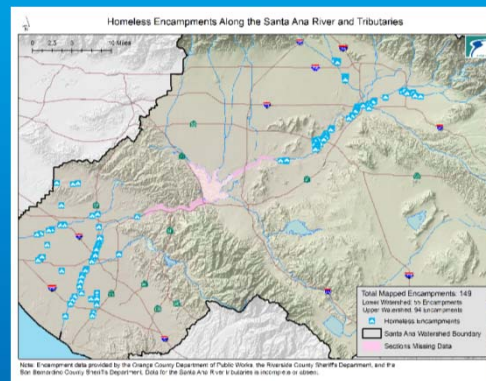 Homeless Encampments Along the Santa Ana River and Tributaries
0 2.5 5 10 Miles
Total Mapped Encampments: 149
Lower Watershed: 55 Encampments
Upper Watershed: 94 Encampments
Homeless Encampments
Santa Ana Watershed Boundary
Sections Missing Data
Note: Encampment data provided by the Orange County Department of Public Works, the Riverside County Sheriff's Department, and the
San Bernardino County Sheriff's Department. Data for the Santa Ana River tributaries is incomplete or absent.